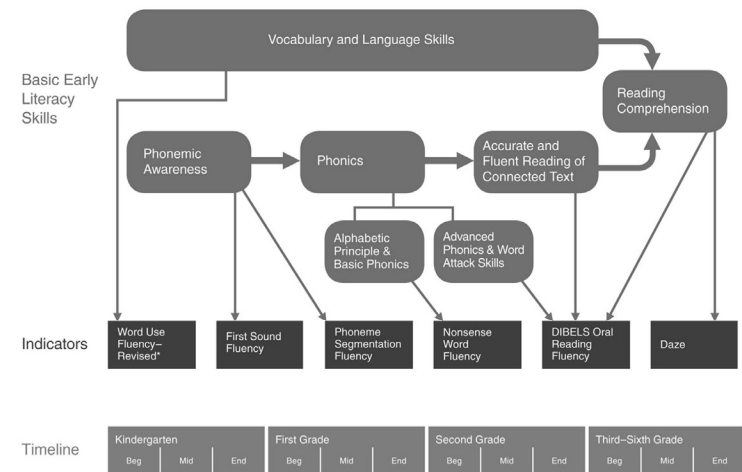 Vocabulary and Language Skills
Basic Early
Literacy
Skills
Reading
Comprehension
Phonemic
Awareness
Phonics
Accurate and
Fluent Reading of
Connected Text
Alphabetic
Principle &
Basic Phonics
Advanced
Phonics & Word
Attack Skills
Indicators
Word Use
Fluency–
Revised*
First Sound
Fluency
Phoneme
Segmentation
Fluency
Nonsense
Word
Fluency
DIBELS Oral
Reading
Fluency
Daze
Timeline
Kindergarten
Beg Mid End
First Grade
Beg Mid End
Second Grade
Beg Mid End
Third–Sixth Grade
Beg Mid End